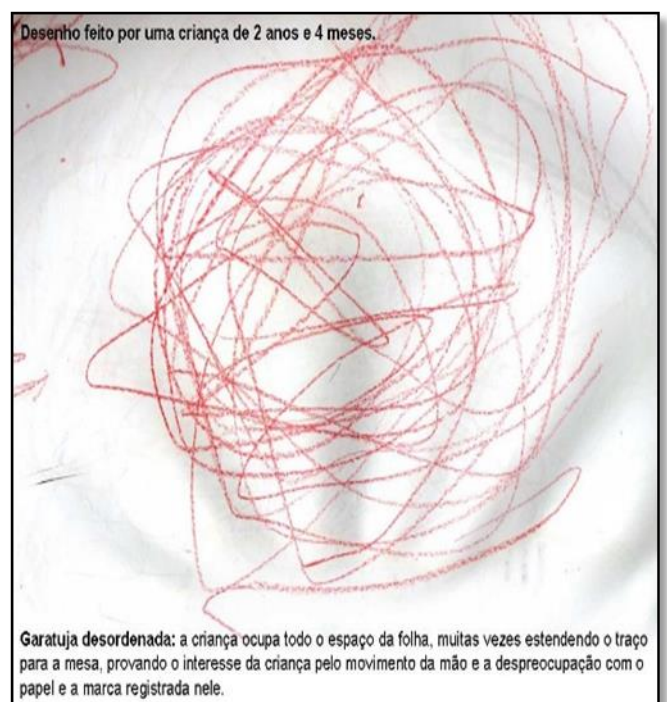 Desenho feito por uma criança de 2 anos e 4 meses.
Garatuja desordenada: a criança ocupa todo o espaço da folha, muitas vezes estendendo o traço
para a mesa, provando o interesse da criança pelo movimento da mão e a despreocupação com o
papel e a marca registrada nele.